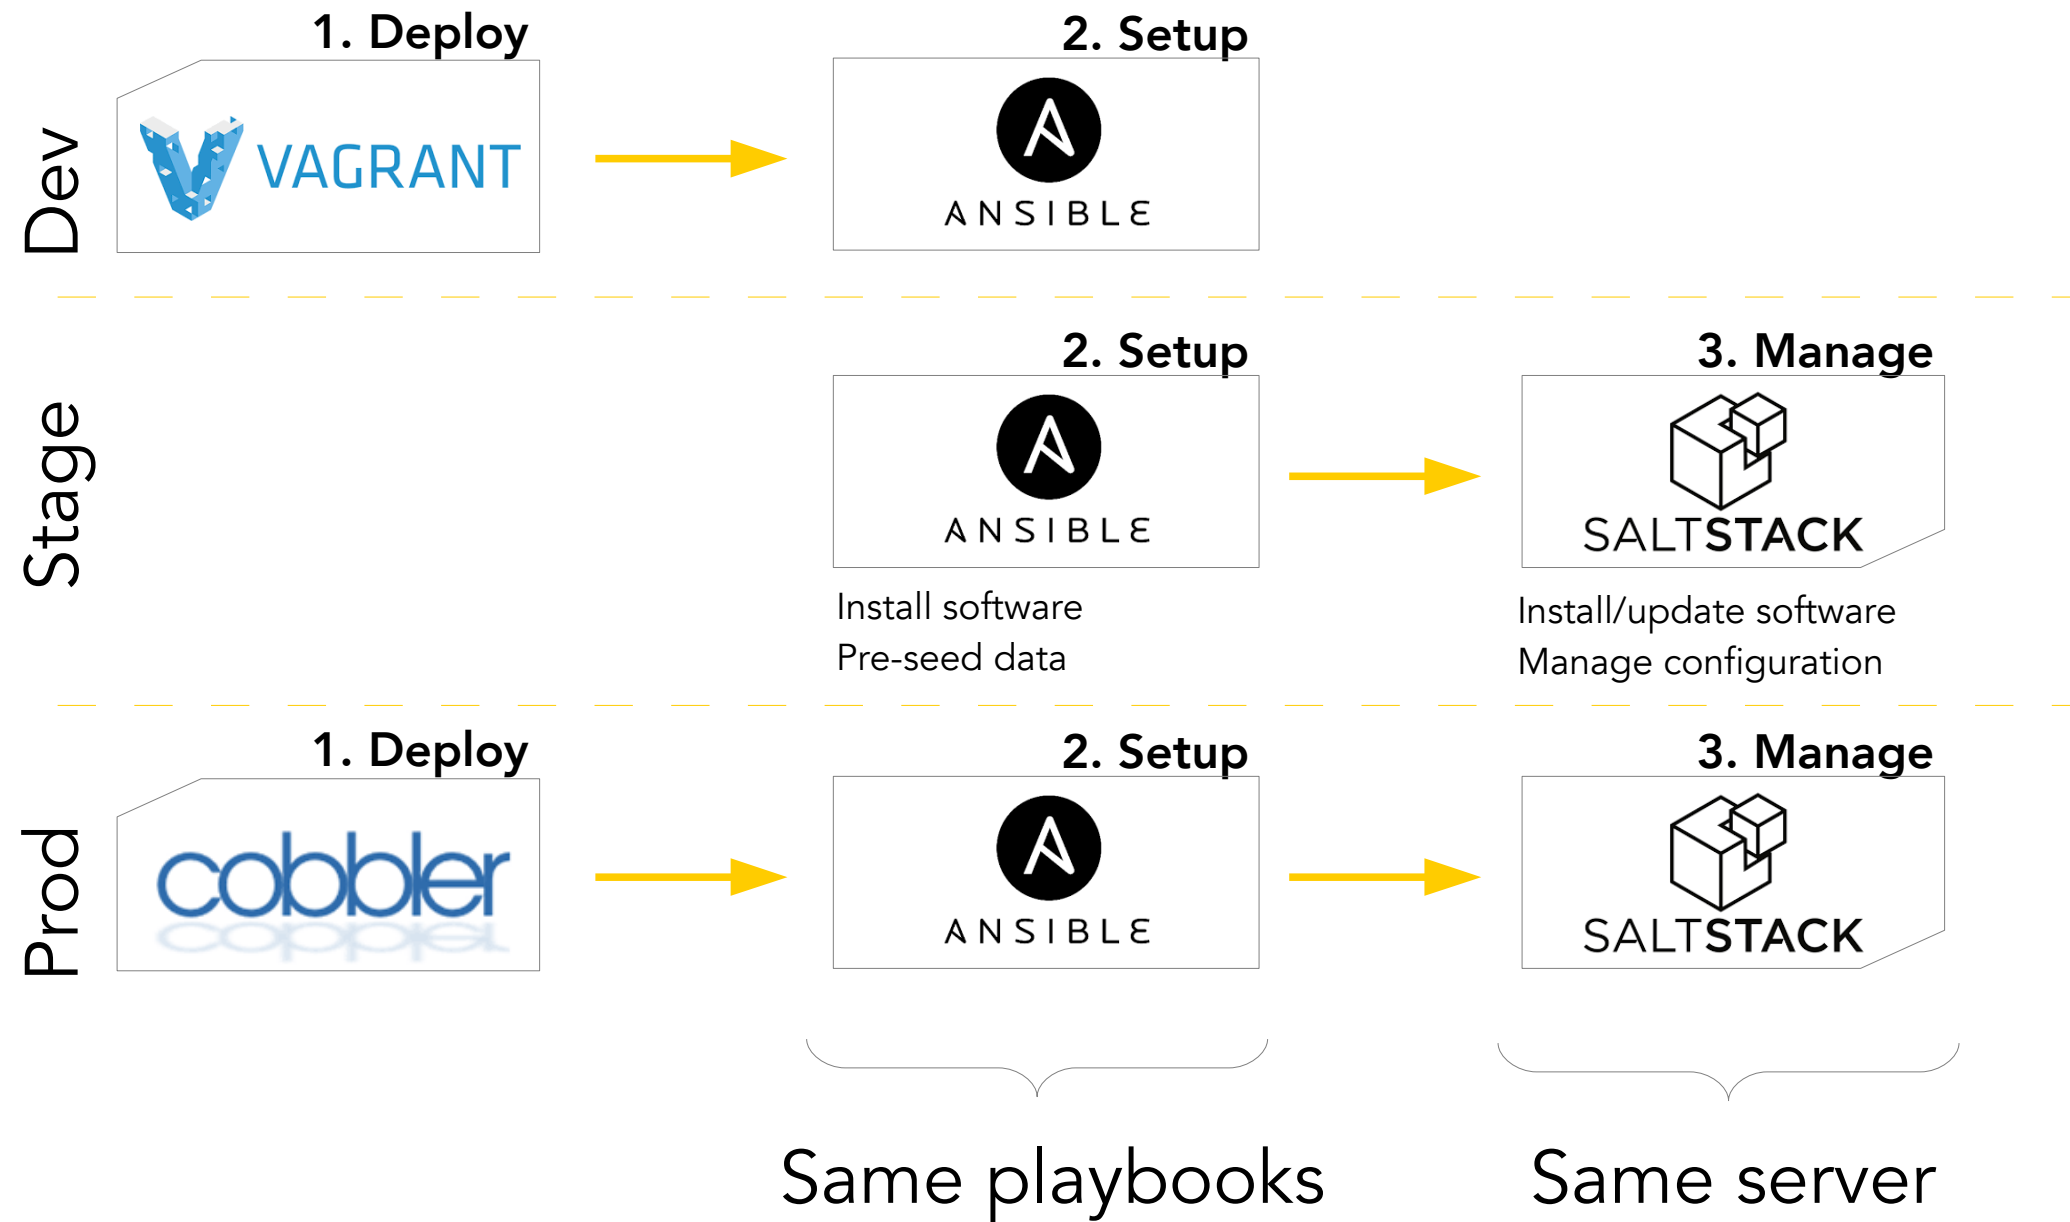 Dev
1. Deploy
VAGRANT
2. Setup
ANSIBLE
Stage
2. Setup
ANSIBLE
Install software
Pre-seed data
3. Manage
SALTSTACK
Install/update software
Manage configuration
Prod
1. Deploy
cobbler
2. Setup
ANSIBLE
3. Manage
SALTSTACK
Same playbooks
Same server